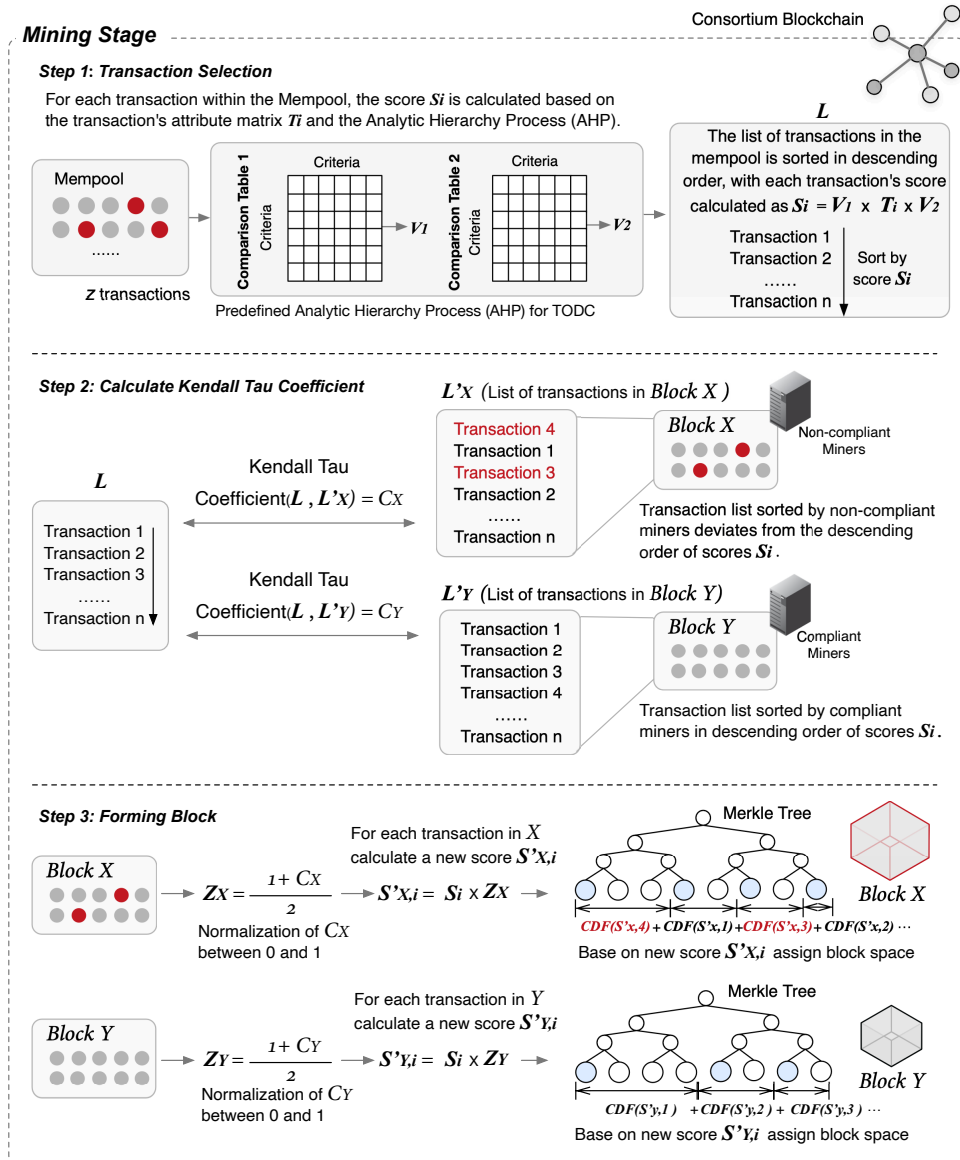 Consortium Blockchain
Mining Stage
Step 1: Transaction Selection
For each transaction within the Mempool, the score Si is calculated based on
the transaction's attribute matrix Ti and the Analytic Hierarchy Process (AHP).
Mempool
......
Z transactions
Comparison Table 1
Criteria
Criteria
V1
Comparison Table 2
Criteria
Criteria
V2
Predefined Analytic Hierarchy Process (AHP) for TODC
L
The list of transactions in the
mempool is sorted in descending
order, with each transaction's score
calculated as Si = V1 x Ti x V2
Transaction 1
Transaction 2
......
Transaction n
Sort by
score Si
Step 2: Calculate Kendall Tau Coefficient
L
Transaction 1
Transaction 2
Transaction 3
......
Transaction n
Kendall Tau
Coefficient(L , L'X) = CX
Kendall Tau
Coefficient(L , L'Y) = CY
L'X (List of transactions in Block X )
Transaction 4
Transaction 1
Transaction 3
Transaction 2
......
Transaction n
Block X
Non-compliant
Miners
Transaction list sorted by non-compliant
miners deviates from the descending
order of scores Si .
L'Y (List of transactions in Block Y)
Transaction 1
Transaction 2
Transaction 3
Transaction 4
......
Transaction n
Block Y
Compliant
Miners
Transaction list sorted by compliant
miners in descending order of scores Si.
Step 3: Forming Block
Block X
ZX = 1+ CX / 2
Normalization of CX
between 0 and 1
For each transaction in X
calculate a new score S'X,i
S'X,i = Si x ZX
Merkle Tree
CDF(S'x,4) + CDF(S'x,1) + CDF(S'x,3) + CDF(S'x,2) ...
Base on new score S'X,i assign block space
Block X
Block Y
ZY = 1+ CY / 2
Normalization of CY
between 0 and 1
For each transaction in Y
calculate a new score S'Y,i
S'Y,i = Si x ZY
Merkle Tree
CDF(S'y,1) + CDF(S'y,2) + CDF(S'y,3) ...
Base on new score S'Y,i assign block space
Block Y